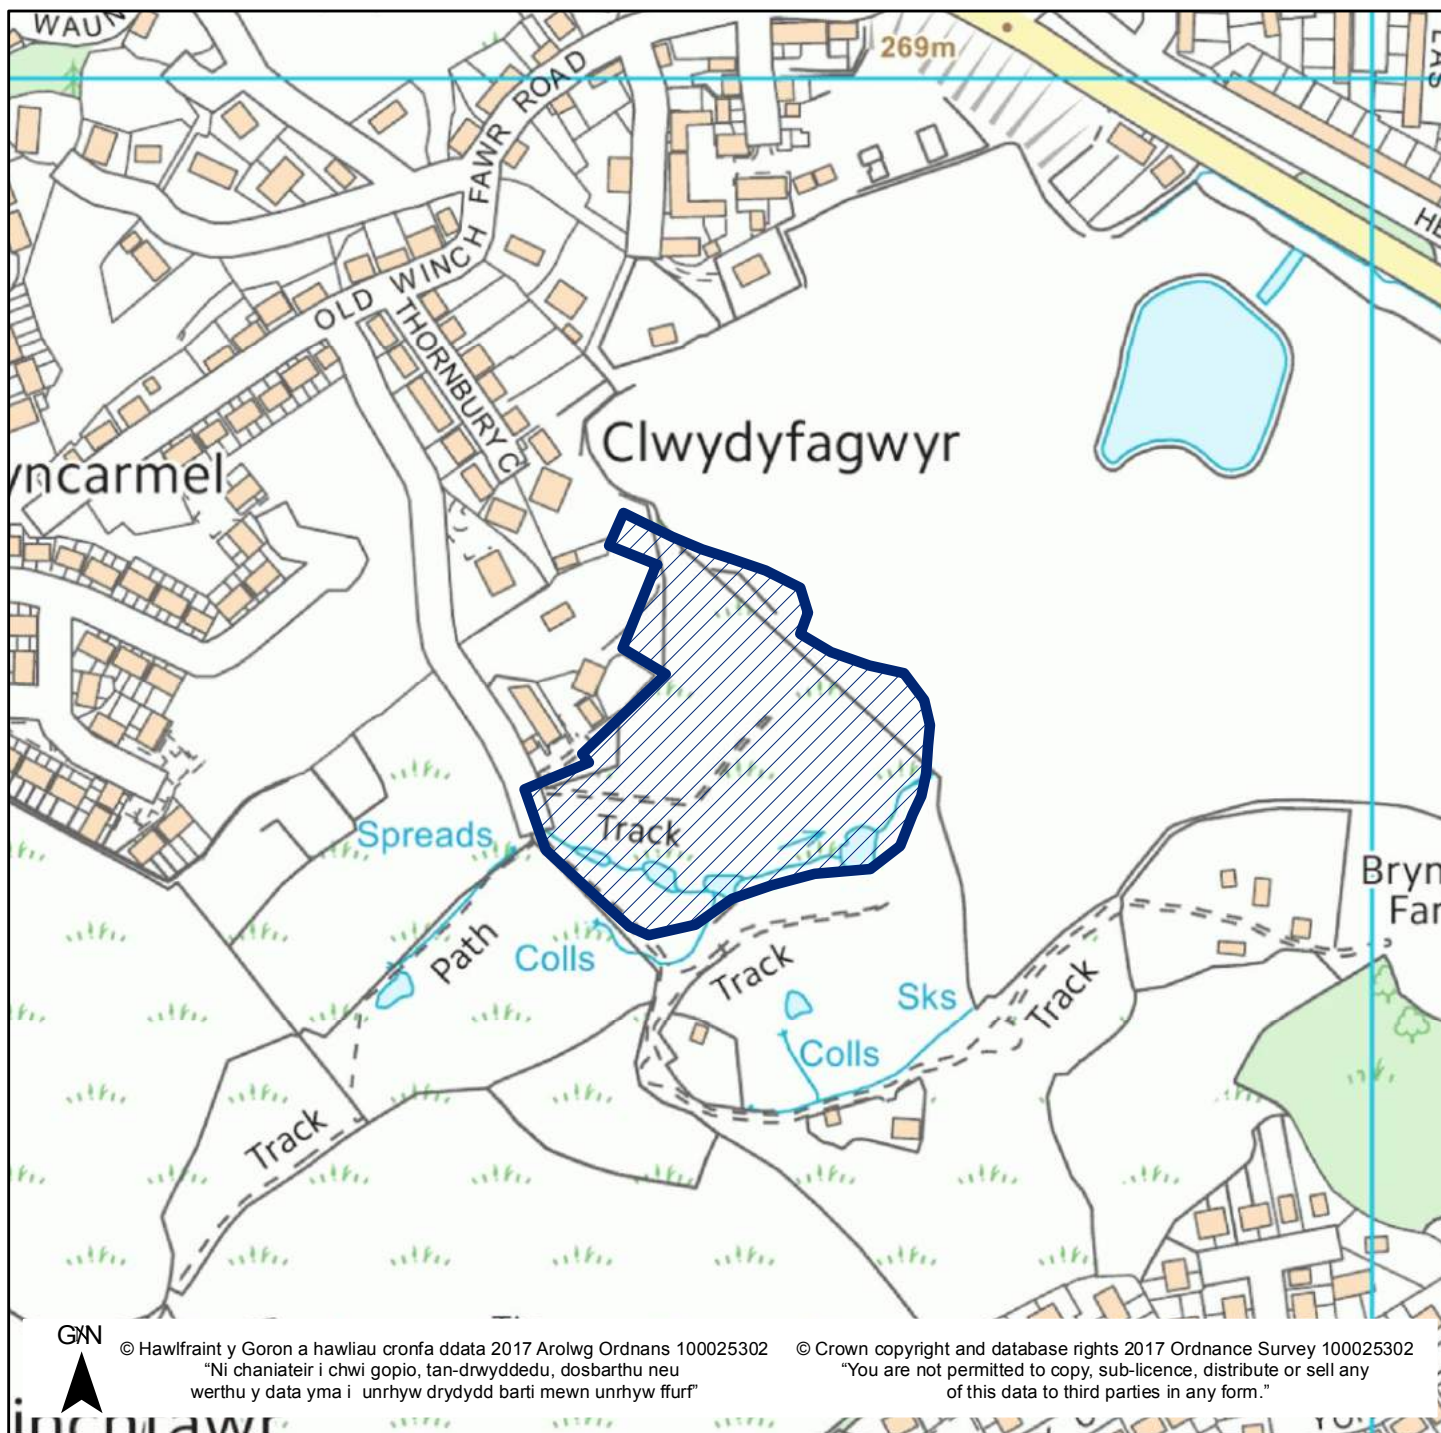 WAUN
269m
OLD WINCH FAWR ROAD
THORNBURY C
Clwydyfagwyr
yncarmel
Track
Spreads
Path
Colls
Track
Sks
Colls
Track
Bryn
Far
Track
GN
© Hawlfraint y Goron a hawliau cronfa ddata 2017 Arolwg Ordnans 100025302
“Ni chaniateir i chwi gopio, tan-drwyddedu, dosbarthu neu
werthu y data yma i unrhyw drydydd barti mewn unrhyw ffurf”
© Crown copyright and database rights 2017 Ordnance Survey 100025302
“You are not permitted to copy, sub-licence, distribute or sell any
of this data to third parties in any form.”